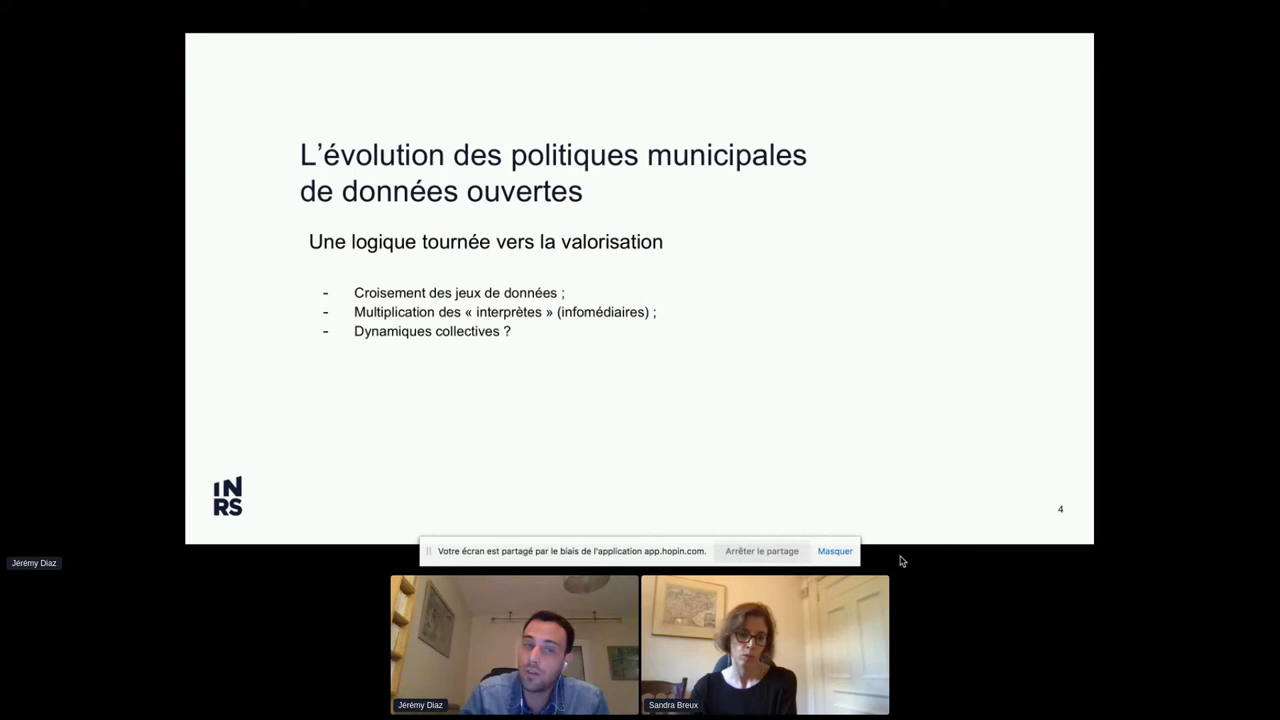 L'évolution des politiques municipales
de données ouvertes
Une logique tournée vers la valorisation
- Croisement des jeux de données ;
- Multiplication des « interprètes » (infomédiaires) ;
- Dynamiques collectives ?
INRS
4
Votre écran est partagé par le biais de l'application app.hopin.com. Arrêter le partage Masquer
Jérémy Diaz
Jérémy Diaz
Sandra Breux